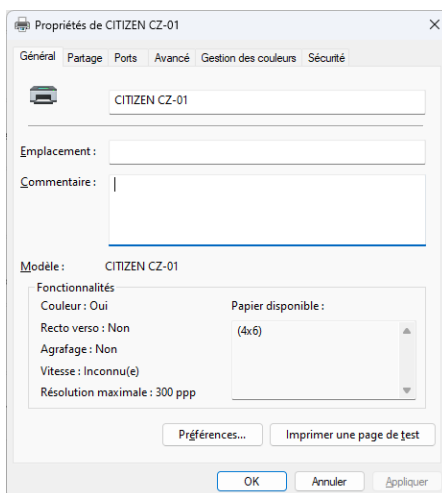 Propriétés de CITIZEN CZ-01
Général Partage Ports Avancé Gestion des couleurs Sécurité
CITIZEN CZ-01
Emplacement :
Commentaire :
Modèle : CITIZEN CZ-01
Fonctionnalités
Couleur : Oui Papier disponible :
Recto verso : Non (4x6)
Agrafage : Non
Vitesse : Inconnu(e)
Résolution maximale : 300 ppp
Préférences... Imprimer une page de test
OK Annuler Appliquer